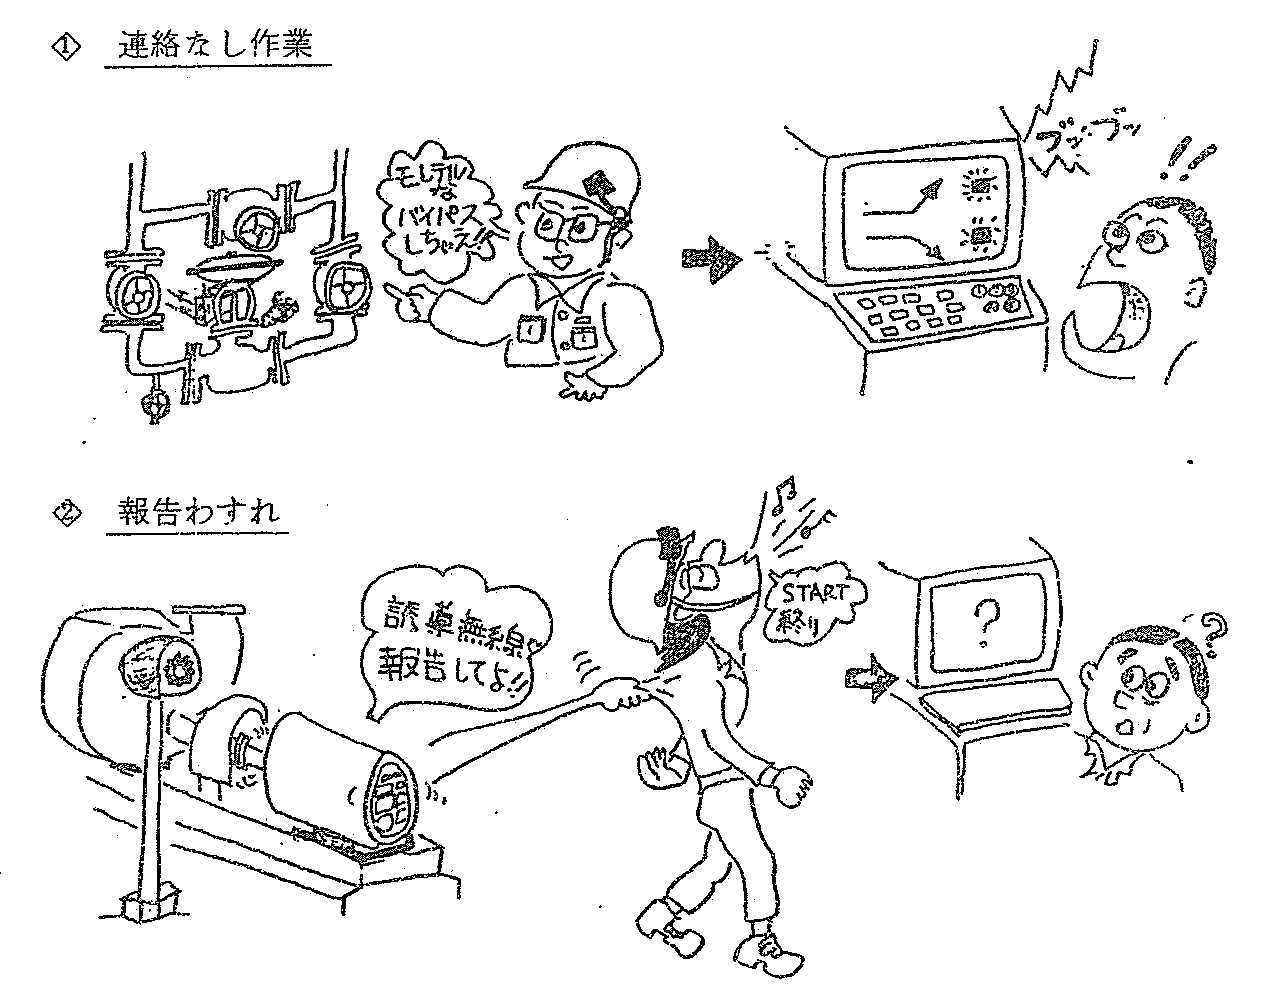 ① 連絡なし作業
モレテル
な
バイパス
しちゃえ!!
ブッ・ブッ
!!
② 報告わすれ
誘導無線
報告してよ!!
START
終り
?
?